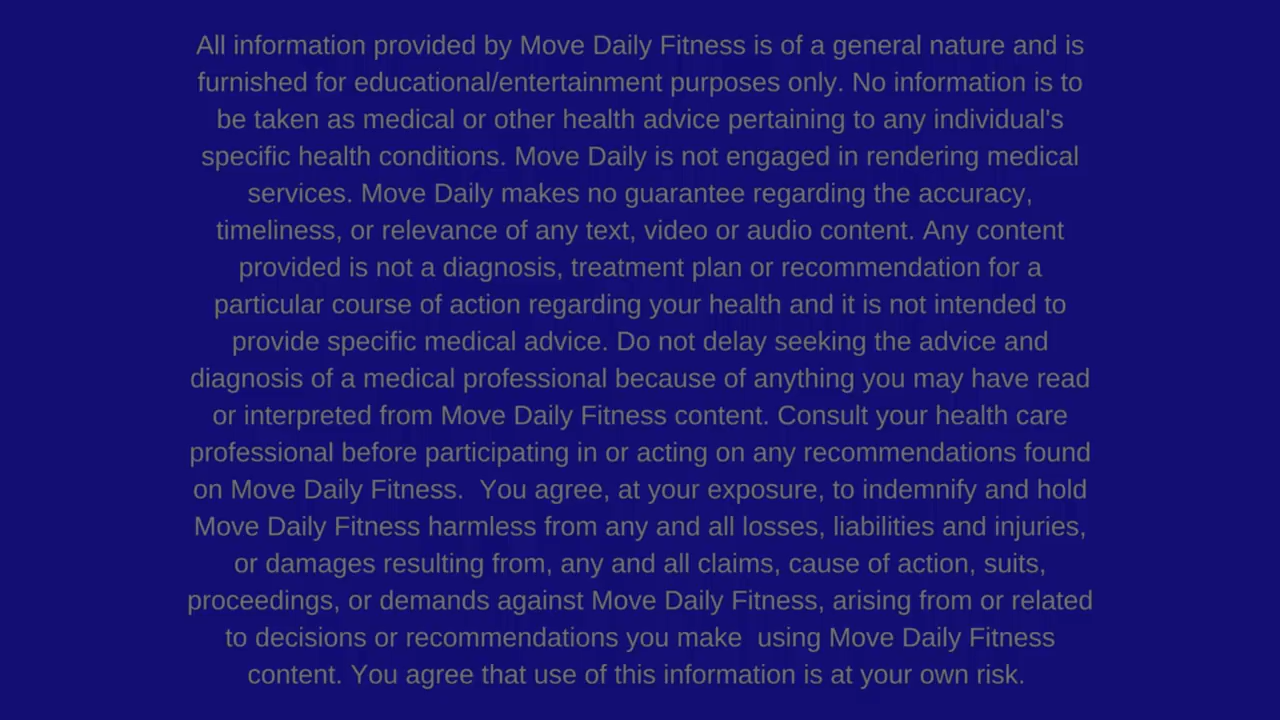 All information provided by Move Daily Fitness is of a general nature and is
furnished for educational/entertainment purposes only. No information is to
be taken as medical or other health advice pertaining to any individual's
specific health conditions. Move Daily is not engaged in rendering medical
services. Move Daily makes no guarantee regarding the accuracy,
timeliness, or relevance of any text, video or audio content. Any content
provided is not a diagnosis, treatment plan or recommendation for a
particular course of action regarding your health and it is not intended to
provide specific medical advice. Do not delay seeking the advice and
diagnosis of a medical professional because of anything you may have read
or interpreted from Move Daily Fitness content. Consult your health care
professional before participating in or acting on any recommendations found
on Move Daily Fitness.  You agree, at your exposure, to indemnify and hold
Move Daily Fitness harmless from any and all losses, liabilities and injuries,
or damages resulting from, any and all claims, cause of action, suits,
proceedings, or demands against Move Daily Fitness, arising from or related
to decisions or recommendations you make  using Move Daily Fitness
content. You agree that use of this information is at your own risk.